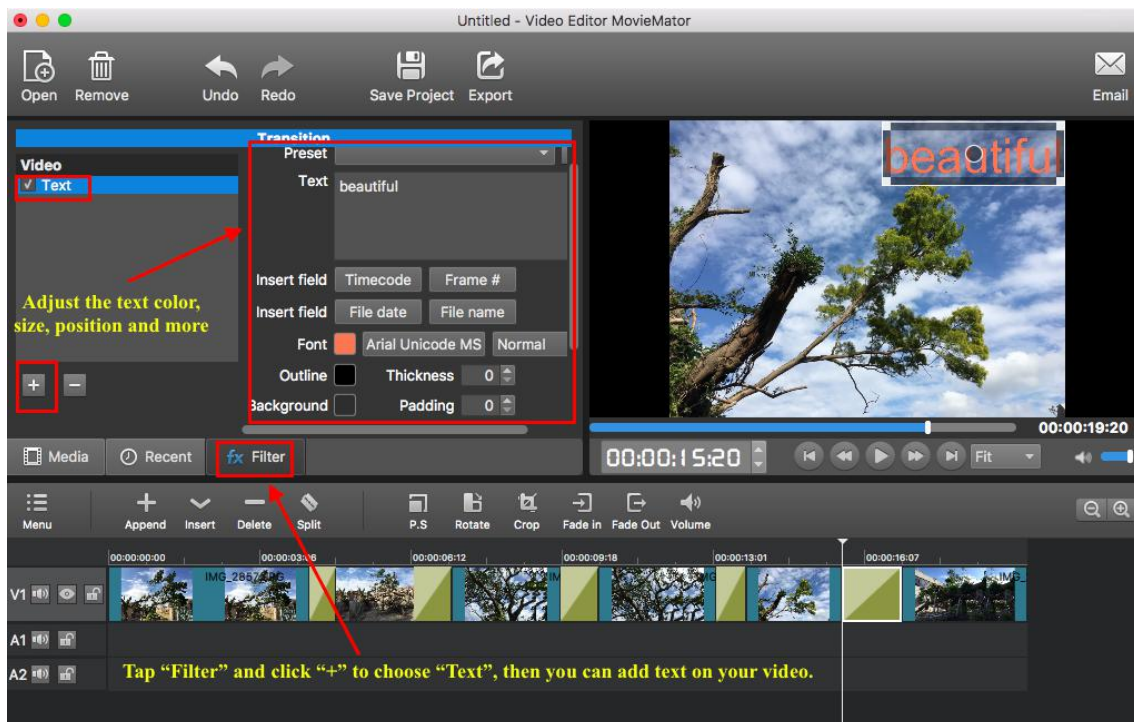 Untitled - Video Editor MovieMator
Open Remove Undo Redo Save Project Export Email
Transition
Video
Text
Preset
Text beautiful
beautiful
Insert field Timecode Frame #
Insert field File date File name
Adjust the text color,
size, position and more
Font Arial Unicode MS Normal
Outline Thickness 0
Background Padding 0
00:00:19:20
Media Recent fx Filter
00:00:15:20 Fit
Menu Append Insert Delete Split P.S Rotate Crop Fade in Fade Out Volume
00:00:00:00 00:00:03:06 00:00:06:12 00:00:09:18 00:00:13:01 00:00:16:07
V1
A1
A2
Tap “Filter” and click “+” to choose “Text”, then you can add text on your video.